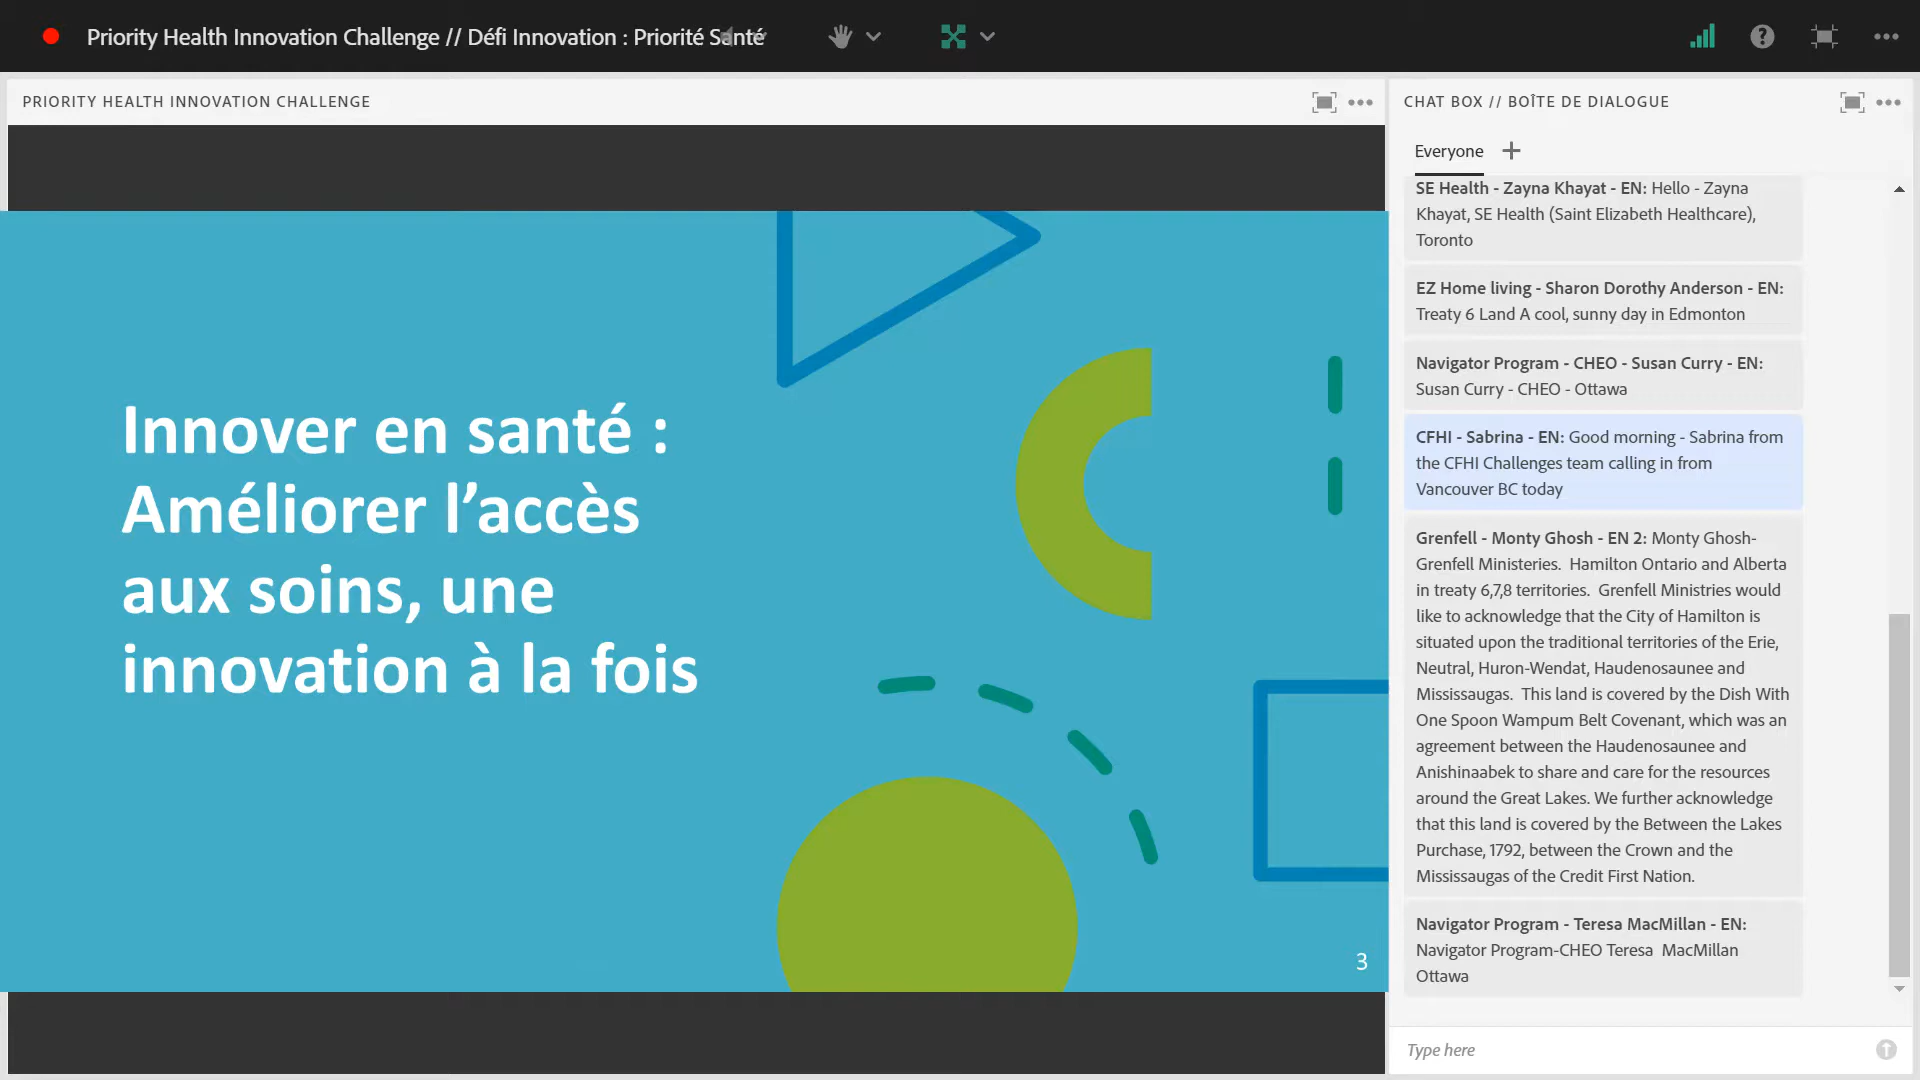 Priority Health Innovation Challenge // Défi Innovation : Priorité Santé
PRIORITY HEALTH INNOVATION CHALLENGE
Innover en santé :
Améliorer l’accès
aux soins, une
innovation à la fois
3
CHAT BOX // BOÎTE DE DIALOGUE
Everyone
SE Health - Zayna Khayat - EN: Hello - Zayna
Khayat, SE Health (Saint Elizabeth Healthcare),
Toronto
EZ Home living - Sharon Dorothy Anderson - EN:
Treaty 6 Land A cool, sunny day in Edmonton
Navigator Program - CHEO - Susan Curry - EN:
Susan Curry - CHEO - Ottawa
CFHI - Sabrina - EN: Good morning - Sabrina from
the CFHI Challenges team calling in from
Vancouver BC today
Grenfell - Monty Ghosh - EN 2: Monty Ghosh-
Grenfell Ministeries.  Hamilton Ontario and Alberta
in treaty 6,7,8 territories.  Grenfell Ministries would
like to acknowledge that the City of Hamilton is
situated upon the traditional territories of the Erie,
Neutral, Huron-Wendat, Haudenosaunee and
Mississaugas.  This land is covered by the Dish With
One Spoon Wampum Belt Covenant, which was an
agreement between the Haudenosaunee and
Anishinaabek to share and care for the resources
around the Great Lakes. We further acknowledge
that this land is covered by the Between the Lakes
Purchase, 1792, between the Crown and the
Mississaugas of the Credit First Nation.
Navigator Program - Teresa MacMillan - EN:
Navigator Program-CHEO Teresa  MacMillan
Ottawa
Type here